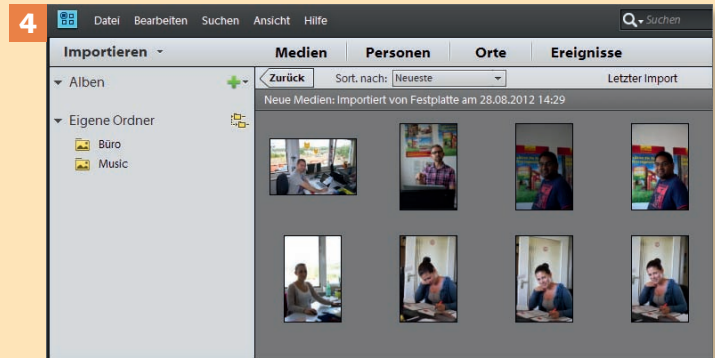 4
Datei Bearbeiten Suchen Ansicht Hilfe
Suchen
Importieren
Medien Personen Orte Ereignisse
Alben
Zurück Sort. nach: Neueste Letzter Import
Neue Medien: Importiert von Festplatte am 28.08.2012 14:29
Eigene Ordner
Büro
Music